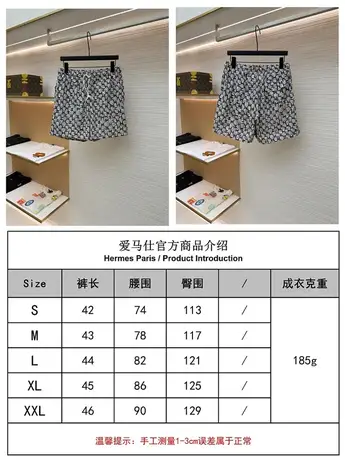 爱马仕官方商品介绍
Hermes Paris / Product Introduction
Size 裤长 腰围 臀围 / 成衣克重
S 42 74 113 /
M 43 78 117 /
L 44 82 121 / 185g
XL 45 86 125 /
XXL 46 90 129 /
温馨提示：手工测量1-3cm误差属于正常